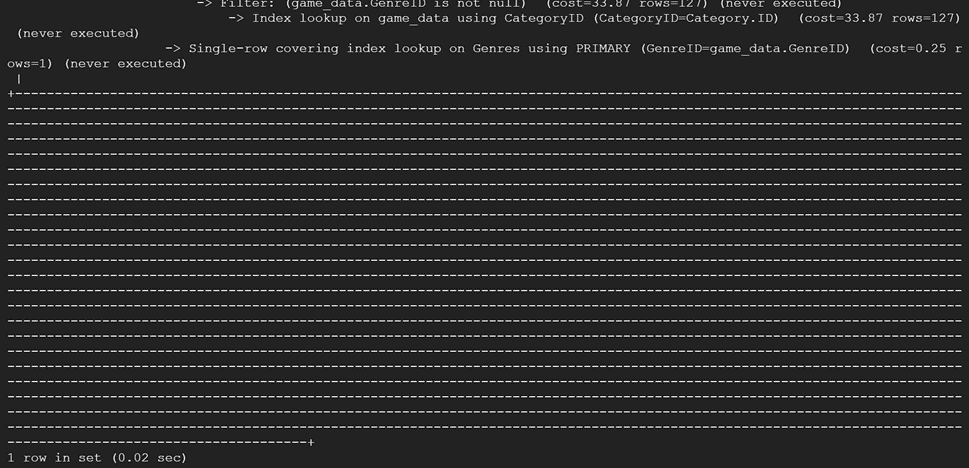 -> Filter: (game_data.GenreID is not null) (cost=33.87 rows=127) (never executed)
-> Index lookup on game_data using CategoryID (CategoryID=Category.ID) (cost=33.87 rows=127)
(never executed)
-> Single-row covering index lookup on Genres using PRIMARY (GenreID=game_data.GenreID) (cost=0.25 r
ows=1) (never executed)
|
1 row in set (0.02 sec)